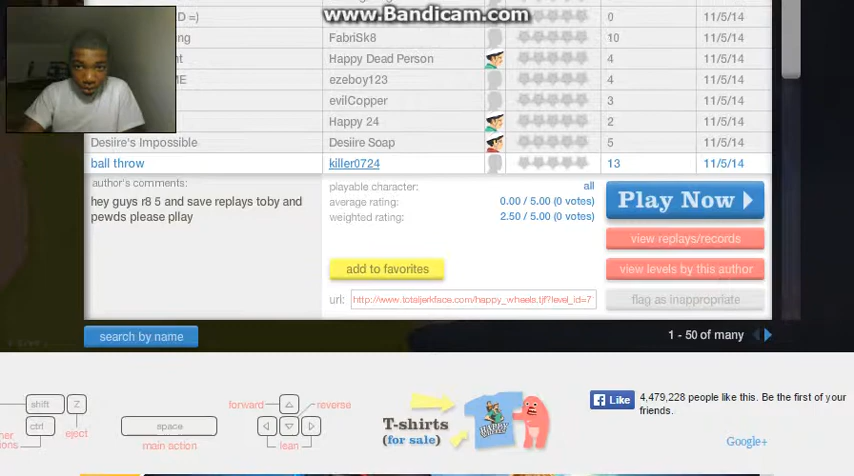 www.Bandicam.com
D =) 0 11/5/14
ng FabriSk8 10 11/5/14
nt Happy Dead Person 4 11/5/14
ME ezeboy123 4 11/5/14
evilCopper 3 11/5/14
Happy 24 2 11/5/14
Desiire's Impossible Desiire Soap 5 11/5/14
ball throw killer0724 13 11/5/14
author's comments:
hey guys r8 5 and save replays toby and
pewds please pllay
playable character: all
average rating: 0.00 / 5.00 (0 votes)
weighted rating: 2.50 / 5.00 (0 votes)
add to favorites
url: http://www.totaljerkface.com/happy_wheels.tjf?level_id=7
Play Now
view replays/records
view levels by this author
flag as inappropriate
search by name
1 - 50 of many
shift Z
ctrl
eject
space
main action
forward reverse
lean
T-shirts
(for sale)
HAPPY WHEELS
Like 4,479,228 people like this. Be the first of your
friends.
Google+